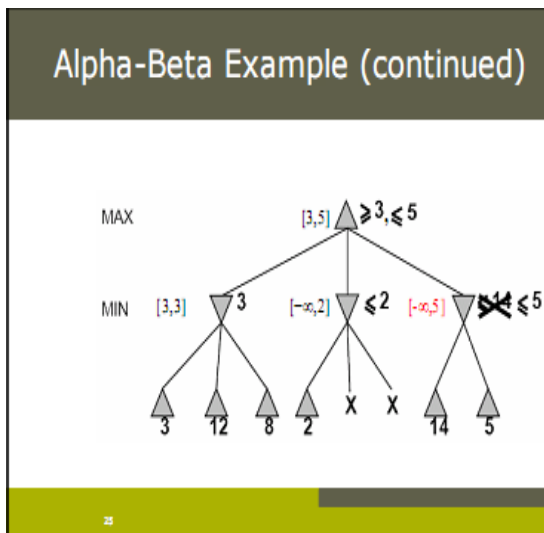 Alpha-Beta Example (continued)
MAX [3,5] ≥3,≤5
MIN [3,3] 3 [-∞,2] ≤2 [-∞,5] ≤14 ≤5
3 12 8 2 X X 14 5
25